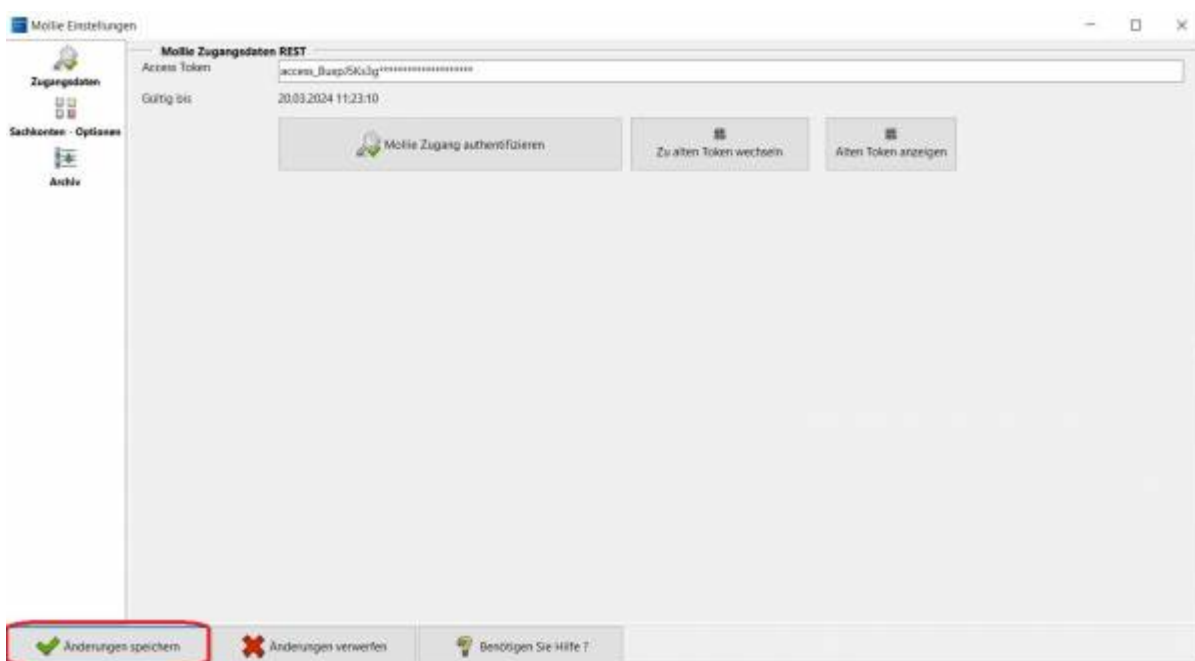 Mollie Einstellungen
Mollie Zugangsdaten REST
Zugangsdaten
Access Token
Gültig bis
20.03.2024 11:23:10
Sachkonten - Optionen
Archiv
Mollie Zugang authentifizieren
Zu alten Token wechseln
Alten Token anzeigen
Änderungen speichern
Änderungen verwerfen
Benötigen Sie Hilfe ?